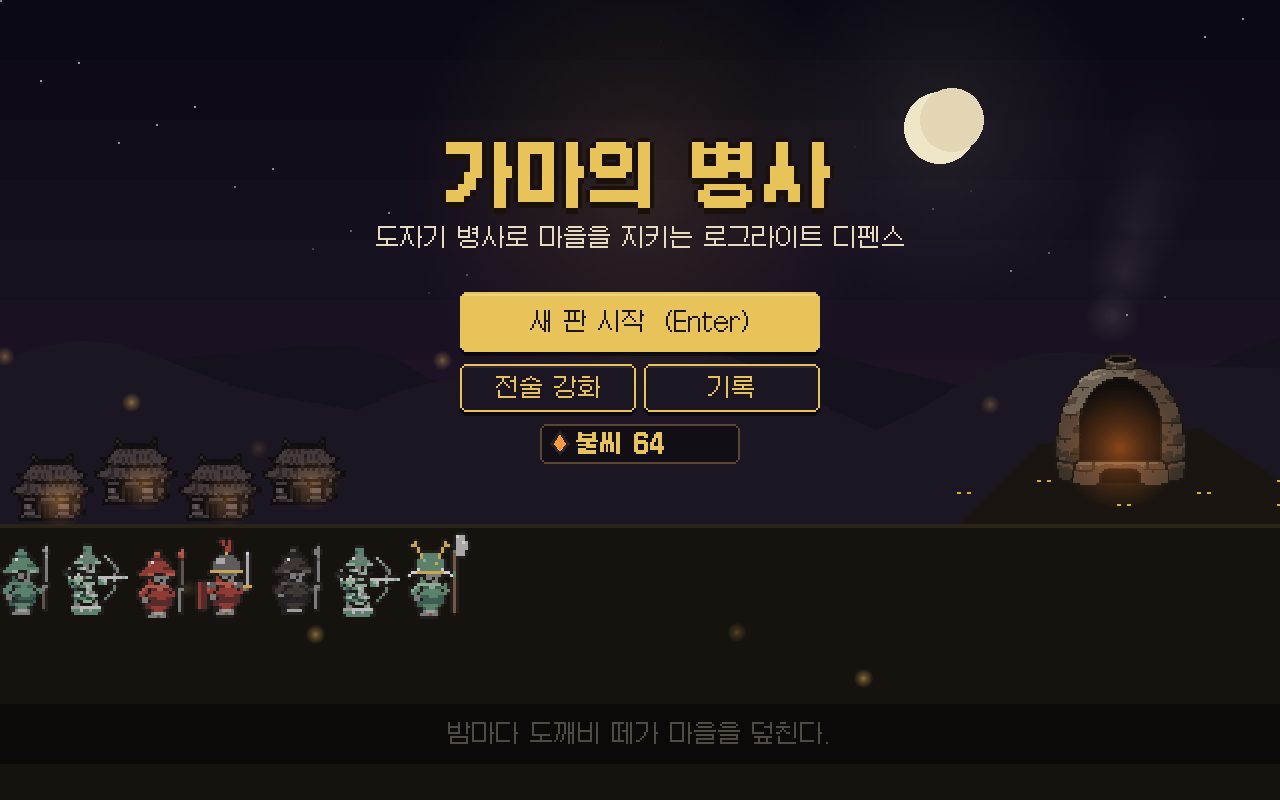 가마의 병사
도자기 병사로 마을을 지키는 로그라이트 디펜스
새 판 시작 (Enter)
전술 강화
기록
불씨 64
밤마다 도깨비 떼가 마을을 덮친다.